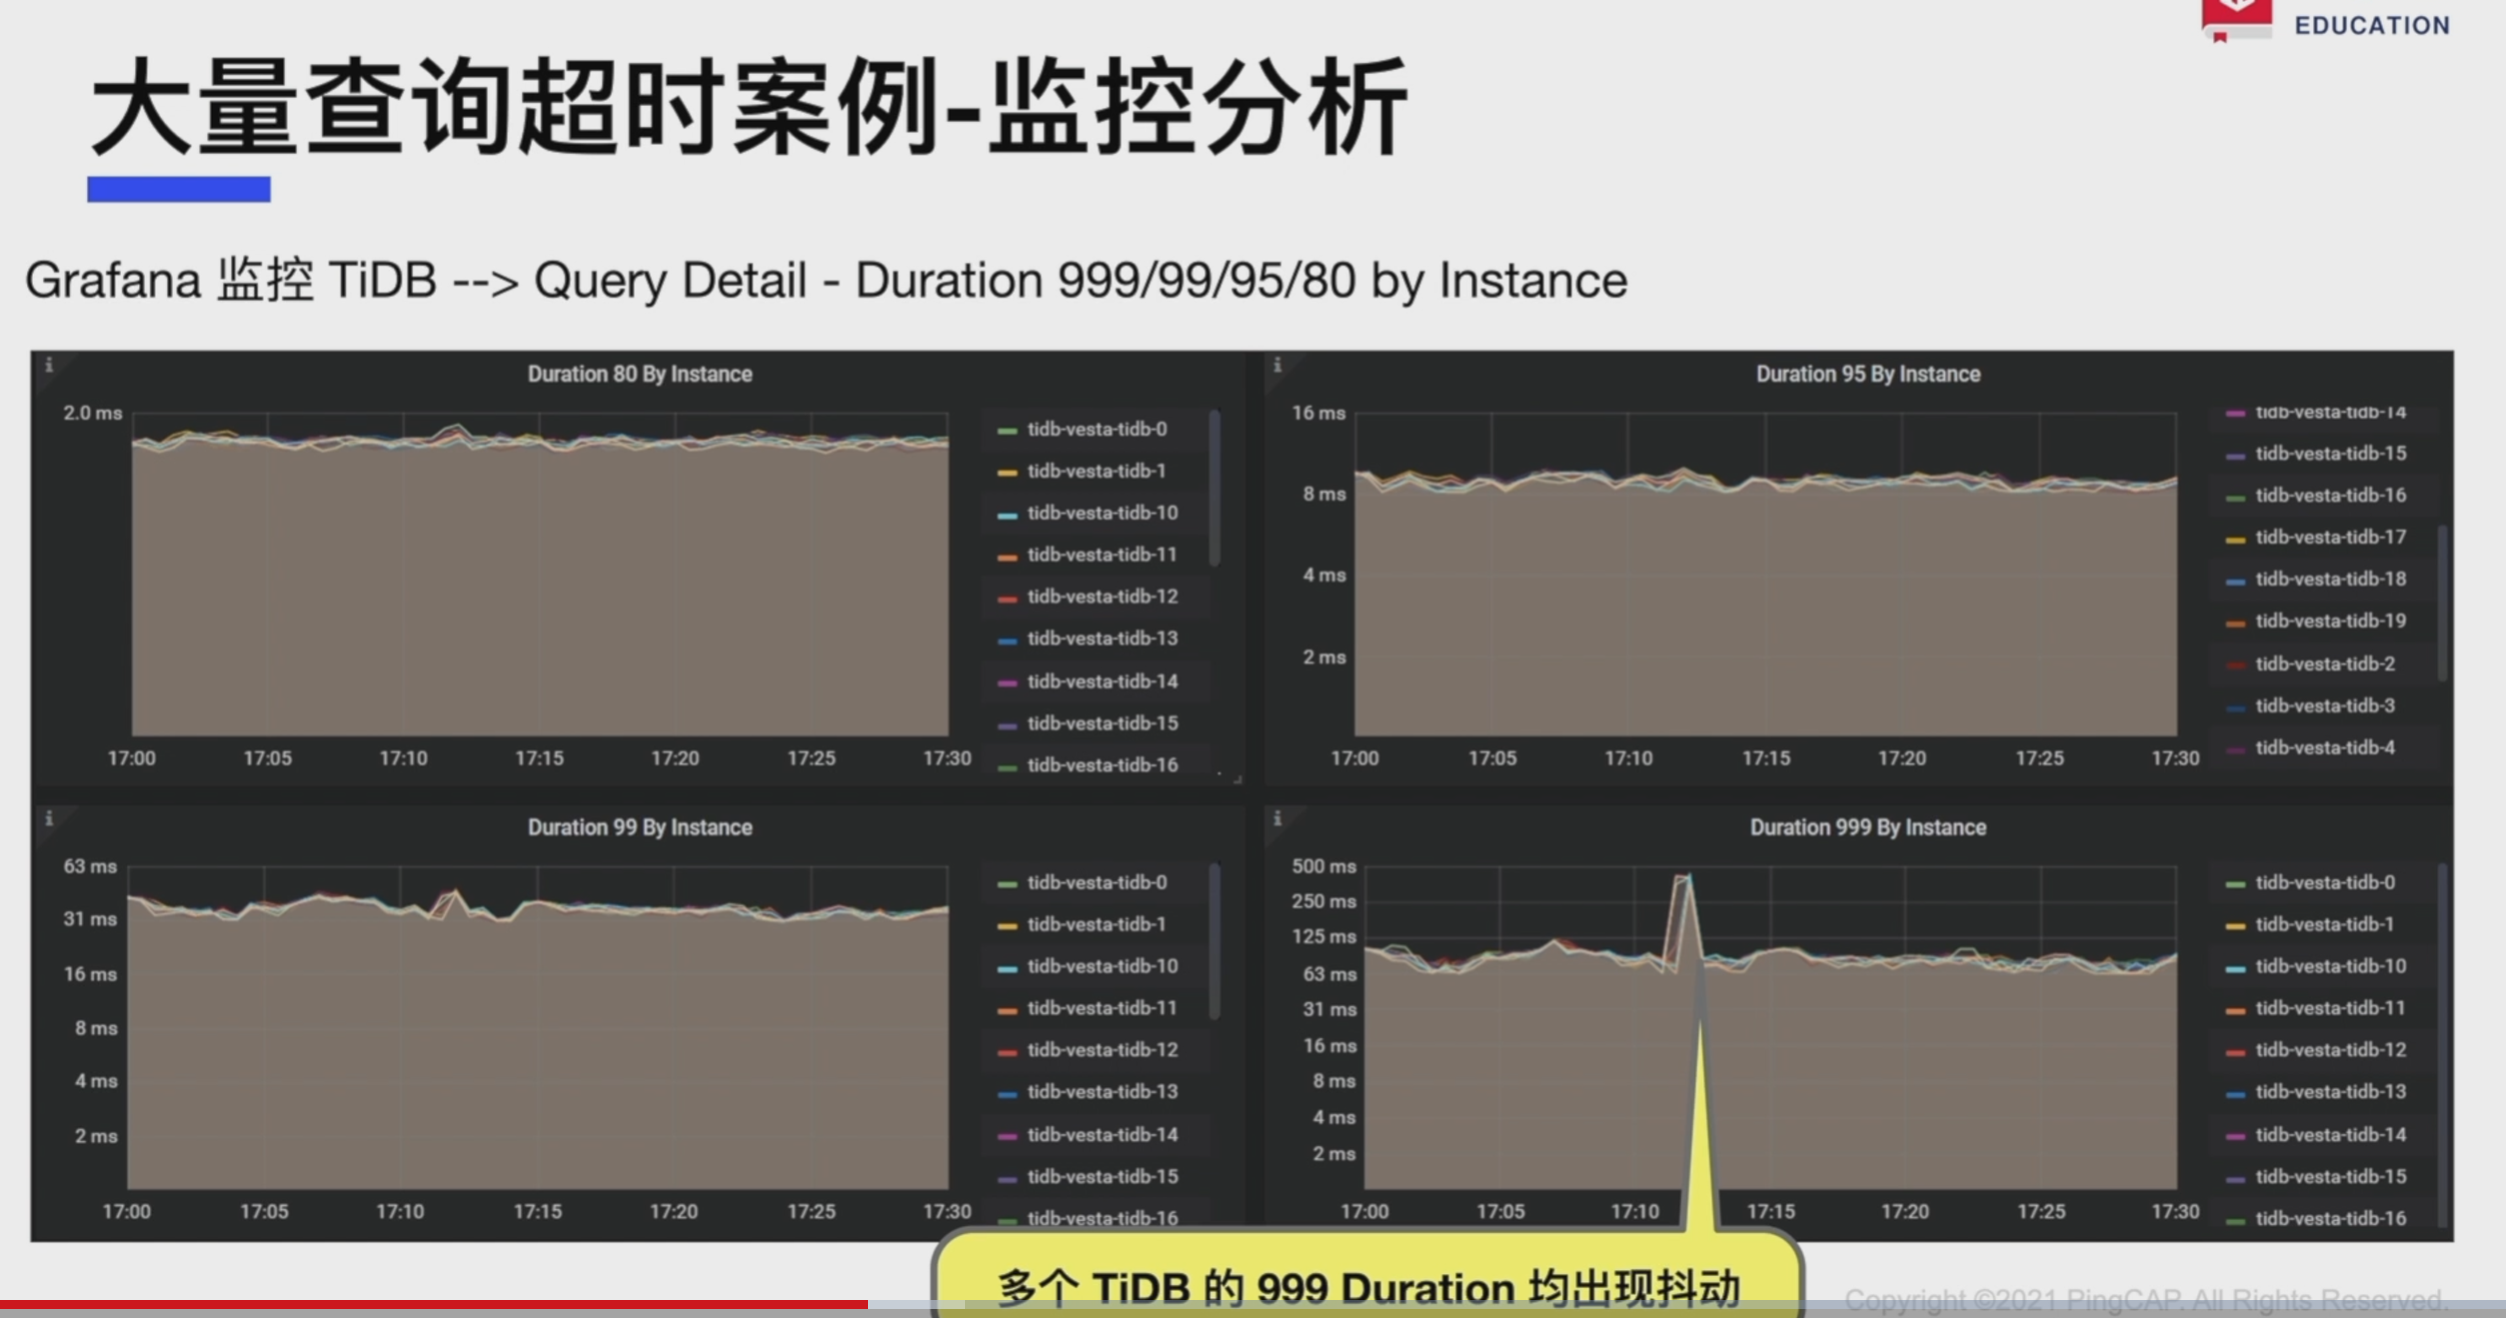 EDUCATION
大量查询超时案例-监控分析
Grafana 监控 TiDB --> Query Detail - Duration 999/99/95/80 by Instance
Duration 80 By Instance
2.0 ms
17:00 17:05 17:10 17:15 17:20 17:25 17:30
tidb-vesta-tidb-0
tidb-vesta-tidb-1
tidb-vesta-tidb-10
tidb-vesta-tidb-11
tidb-vesta-tidb-12
tidb-vesta-tidb-13
tidb-vesta-tidb-14
tidb-vesta-tidb-15
tidb-vesta-tidb-16
Duration 95 By Instance
16 ms
8 ms
4 ms
2 ms
17:00 17:05 17:10 17:15 17:20 17:25 17:30
tidb-vesta-tidb-14
tidb-vesta-tidb-15
tidb-vesta-tidb-16
tidb-vesta-tidb-17
tidb-vesta-tidb-18
tidb-vesta-tidb-19
tidb-vesta-tidb-2
tidb-vesta-tidb-3
tidb-vesta-tidb-4
Duration 99 By Instance
63 ms
31 ms
16 ms
8 ms
4 ms
2 ms
17:00 17:05 17:10 17:15 17:20 17:25 17:30
tidb-vesta-tidb-0
tidb-vesta-tidb-1
tidb-vesta-tidb-10
tidb-vesta-tidb-11
tidb-vesta-tidb-12
tidb-vesta-tidb-13
tidb-vesta-tidb-14
tidb-vesta-tidb-15
tidb-vesta-tidb-16
Duration 999 By Instance
500 ms
250 ms
125 ms
63 ms
31 ms
16 ms
8 ms
4 ms
2 ms
17:00 17:05 17:10 17:15 17:20 17:25 17:30
tidb-vesta-tidb-0
tidb-vesta-tidb-1
tidb-vesta-tidb-10
tidb-vesta-tidb-11
tidb-vesta-tidb-12
tidb-vesta-tidb-13
tidb-vesta-tidb-14
tidb-vesta-tidb-15
tidb-vesta-tidb-16
多个 TiDB 的 999 Duration 均出现抖动
Copyright ©2021 PingCAP. All Rights Reserved.